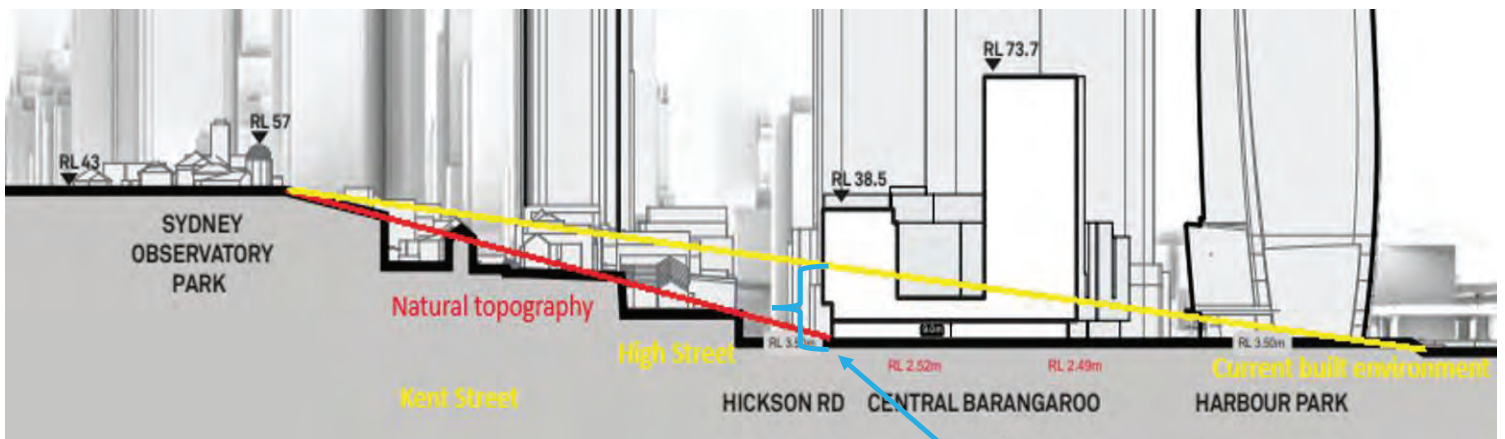 RL 73.7
RL 57
RL 43
RL 38.5
SYDNEY
OBSERVATORY
PARK
Natural topography
High Street
RL 3.50m
9.0m
RL 3.50m
RL 2.52m
RL 2.49m
Current built environment
Kent Street
HICKSON RD
CENTRAL BARANGAROO
HARBOUR PARK